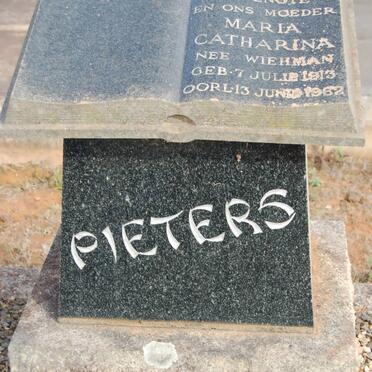 EN ONS MOEDER
MARIA
CATHARINA
NEE WIEHMAN
GEB·7 JULIE 1913
OORL·13 JUNIE 1962
PIETERS